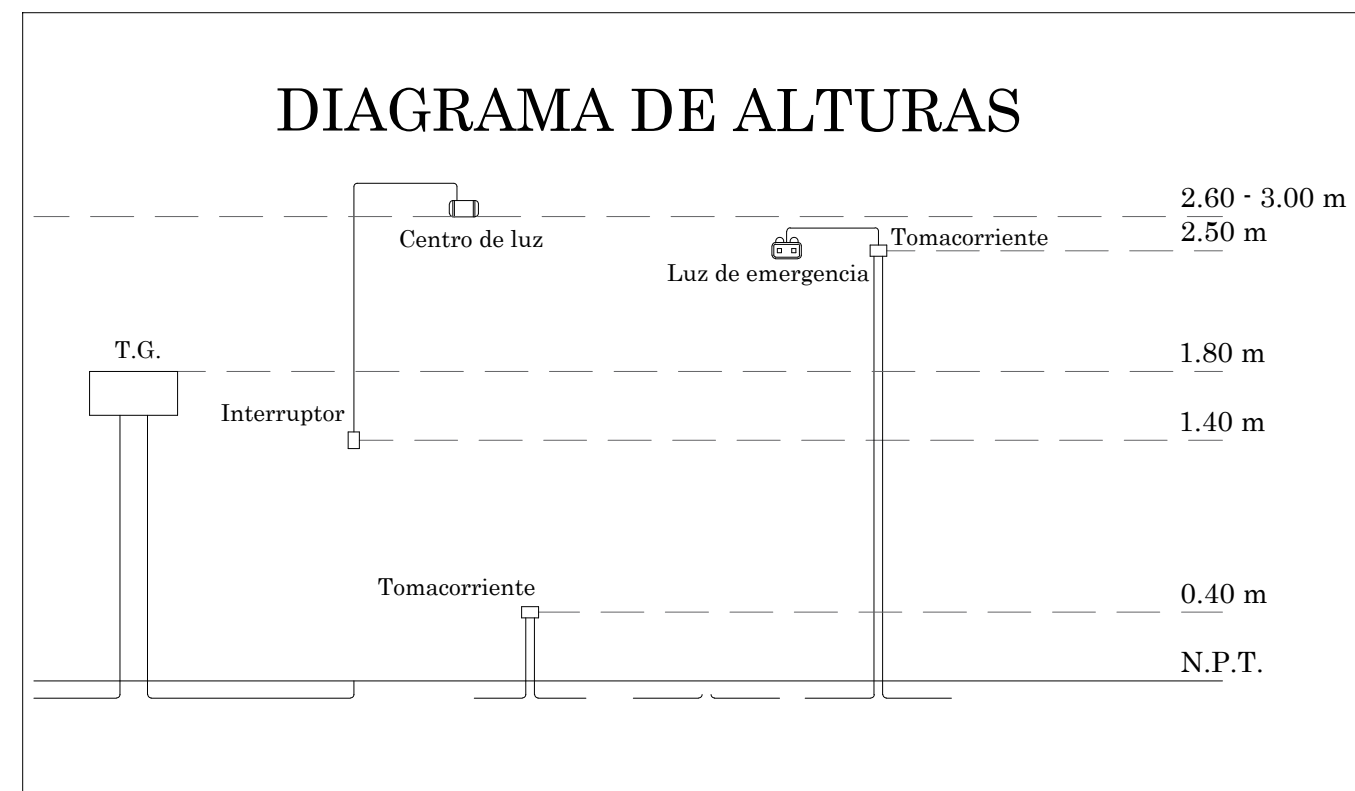 DIAGRAMA DE ALTURAS
2.60 - 3.00 m
Centro de luz
Tomacorriente
2.50 m
Luz de emergencia
T.G.
1.80 m
Interruptor
1.40 m
Tomacorriente
0.40 m
N.P.T.